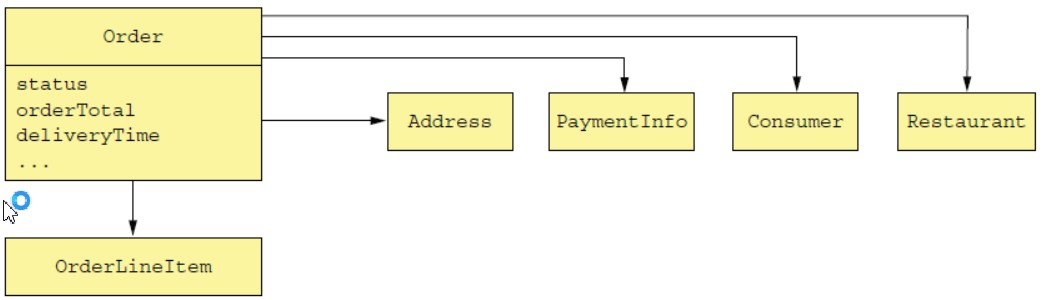 Order
status
orderTotal
deliveryTime
...
Address
PaymentInfo
Consumer
Restaurant
OrderLineItem